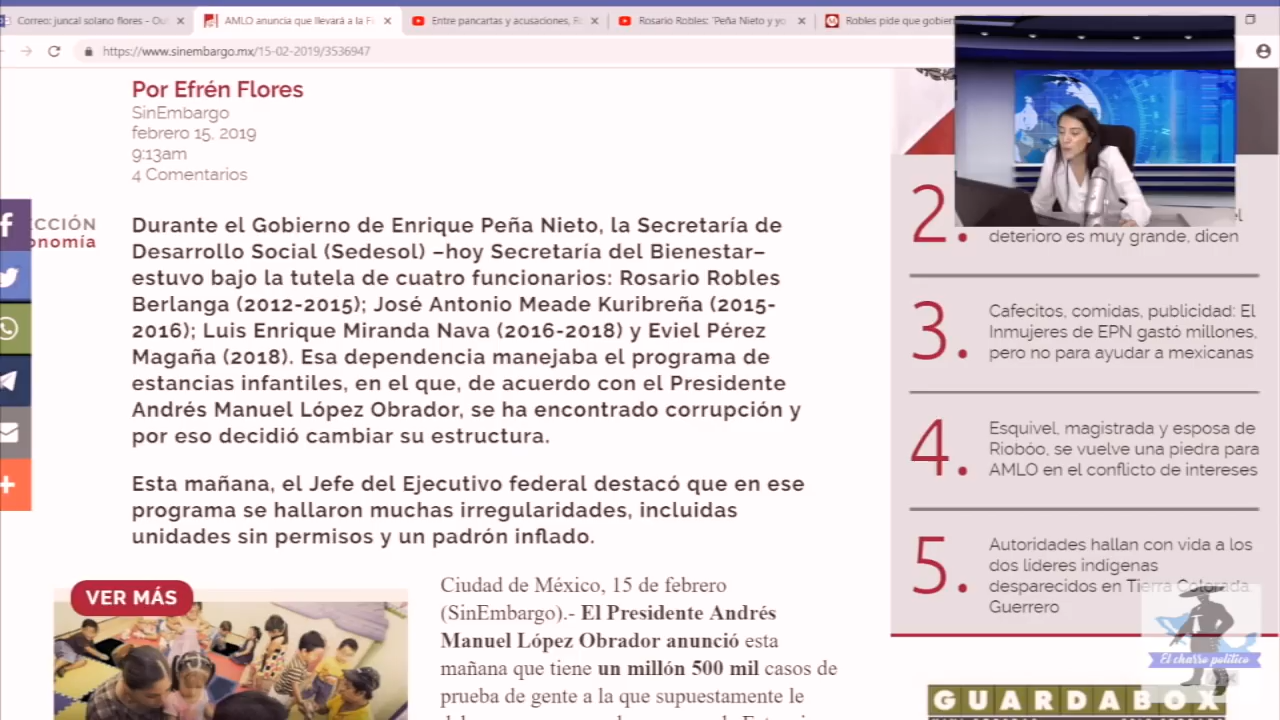 Correo: juncal solano flores - Ou
AMLO anuncia que llevará a la F
Entre pancartas y acusaciones, R
Rosario Robles: "Peña Nieto y yo
Robles pide que gobier
https://www.sinembargo.mx/15-02-2019/3536947
Por Efrén Flores
SinEmbargo
febrero 15, 2019
9:13am
4 Comentarios
CCIÓN
onomía
Durante el Gobierno de Enrique Peña Nieto, la Secretaría de
Desarrollo Social (Sedesol) –hoy Secretaría del Bienestar–
estuvo bajo la tutela de cuatro funcionarios: Rosario Robles
Berlanga (2012-2015); José Antonio Meade Kuribreña (2015-
2016); Luis Enrique Miranda Nava (2016-2018) y Eviel Pérez
Magaña (2018). Esa dependencia manejaba el programa de
estancias infantiles, en el que, de acuerdo con el Presidente
Andrés Manuel López Obrador, se ha encontrado corrupción y
por eso decidió cambiar su estructura.
Esta mañana, el Jefe del Ejecutivo federal destacó que en ese
programa se hallaron muchas irregularidades, incluidas
unidades sin permisos y un padrón inflado.
VER MÁS
Ciudad de México, 15 de febrero
(SinEmbargo).- El Presidente Andrés
Manuel López Obrador anunció esta
mañana que tiene un millón 500 mil casos de
prueba de gente a la que supuestamente le
2.
el
deterioro es muy grande, dicen
3.
Cafecitos, comidas, publicidad: El
Inmujeres de EPN gastó millones,
pero no para ayudar a mexicanas
4.
Esquivel, magistrada y esposa de
Riobóo, se vuelve una piedra para
AMLO en el conflicto de intereses
5.
Autoridades hallan con vida a los
dos líderes indígenas
desparecidos en Tierra Colorada,
Guerrero
El charro político
GUARDABOX